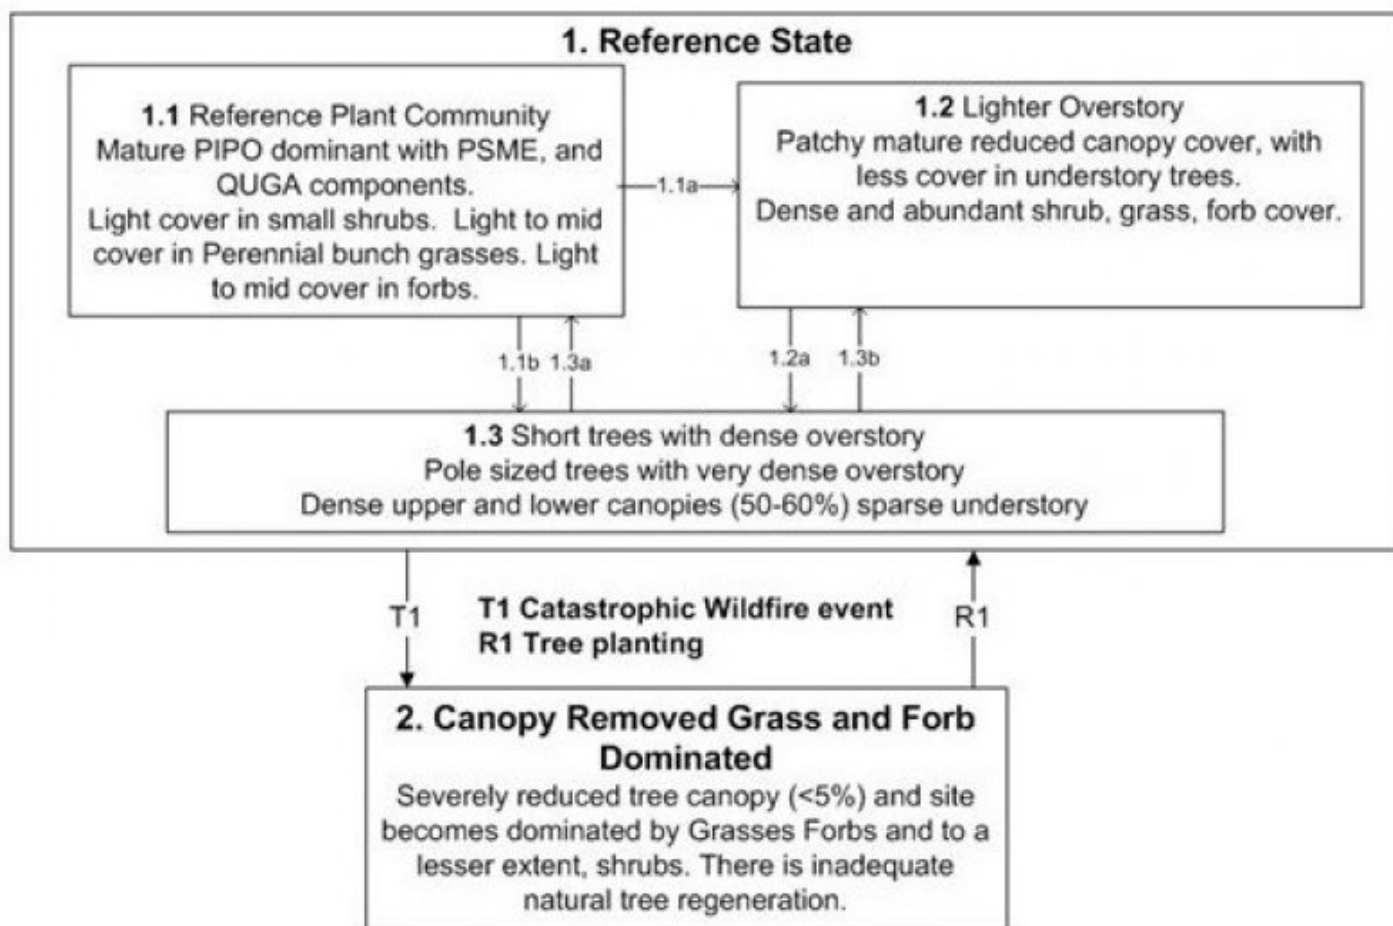 1. Reference State
1.1 Reference Plant Community
Mature PIPO dominant with PSME, and
QUGA components.
Light cover in small shrubs.  Light to mid
cover in Perennial bunch grasses. Light
to mid cover in forbs.
1.1a
1.2 Lighter Overstory
Patchy mature reduced canopy cover, with
less cover in understory trees.
Dense and abundant shrub, grass, forb cover.
1.1b
1.3a
1.2a
1.3b
1.3 Short trees with dense overstory
Pole sized trees with very dense overstory
Dense upper and lower canopies (50-60%) sparse understory
T1
T1 Catastrophic Wildfire event
R1 Tree planting
R1
2. Canopy Removed Grass and Forb
Dominated
Severely reduced tree canopy (<5%) and site
becomes dominated by Grasses Forbs and to a
lesser extent, shrubs. There is inadequate
natural tree regeneration.